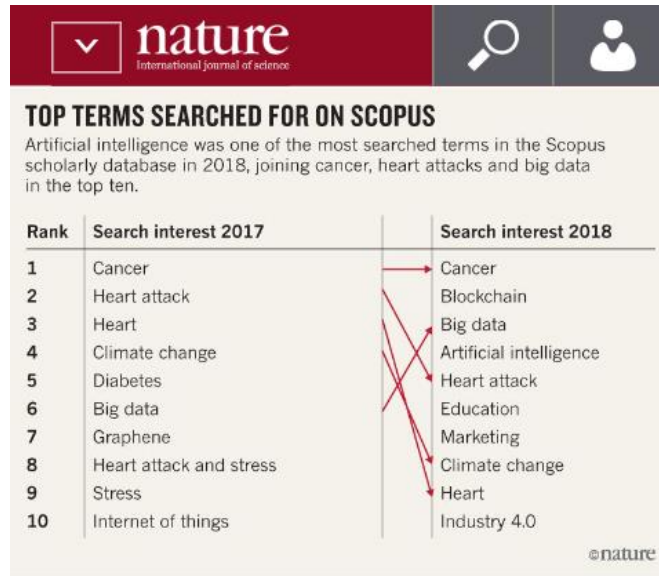 nature
International journal of science
TOP TERMS SEARCHED FOR ON SCOPUS
Artificial intelligence was one of the most searched terms in the Scopus
scholarly database in 2018, joining cancer, heart attacks and big data
in the top ten.
Rank Search interest 2017 Search interest 2018
1 Cancer Cancer
2 Heart attack Blockchain
3 Heart Big data
4 Climate change Artificial intelligence
5 Diabetes Heart attack
6 Big data Education
7 Graphene Marketing
8 Heart attack and stress Climate change
9 Stress Heart
10 Internet of things Industry 4.0
©nature